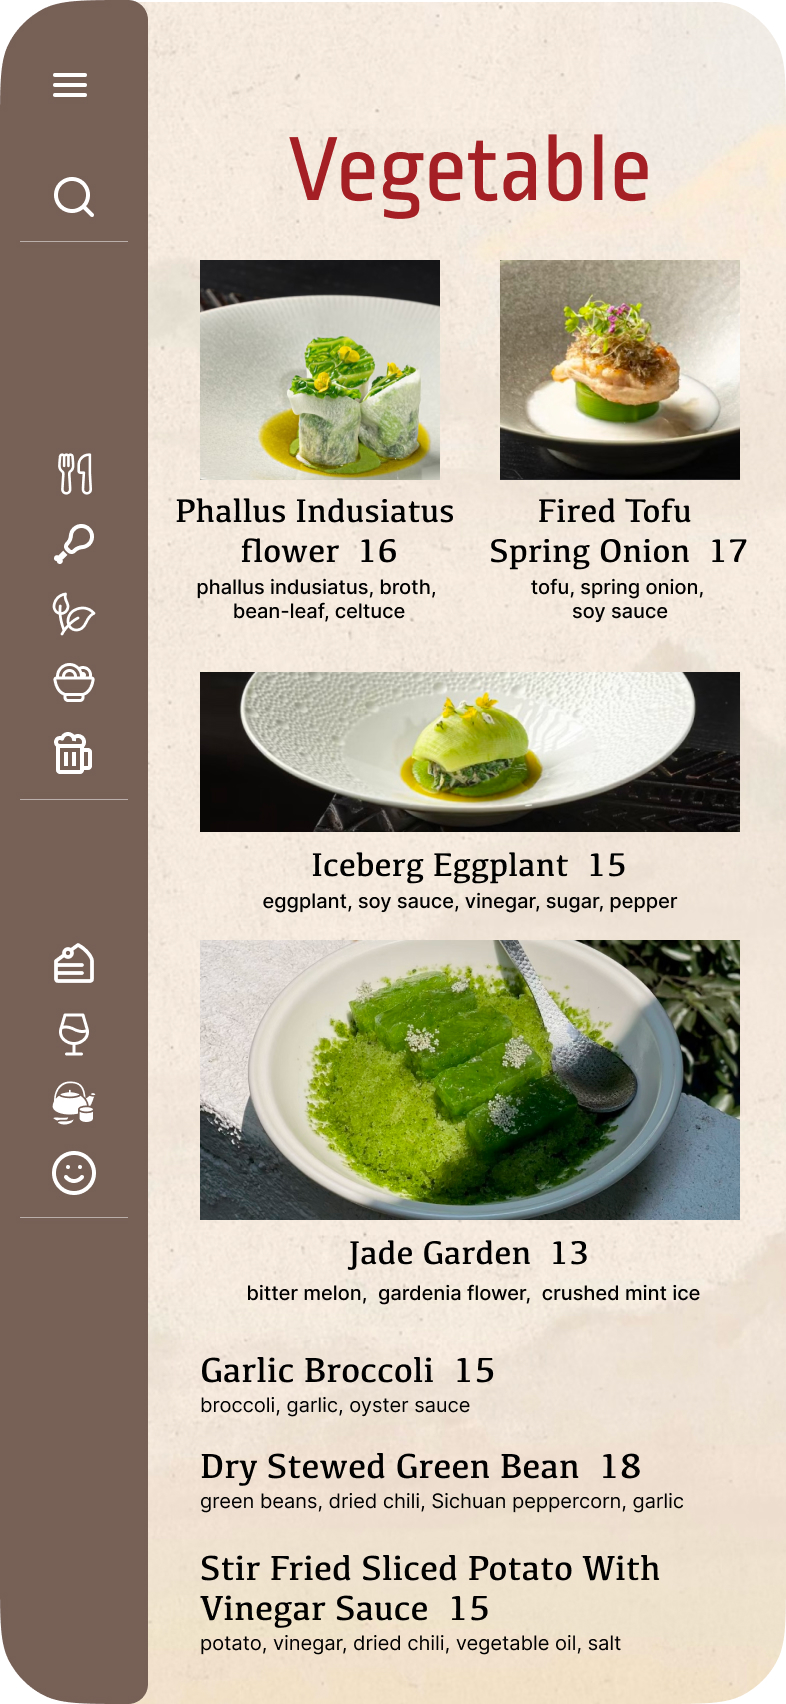 Vegetable
Phallus Indusiatus
flower 16
phallus indusiatus, broth,
bean-leaf, celtuce
Fired Tofu
Spring Onion 17
tofu, spring onion,
soy sauce
Iceberg Eggplant 15
eggplant, soy sauce, vinegar, sugar, pepper
Jade Garden 13
bitter melon, gardenia flower, crushed mint ice
Garlic Broccoli 15
broccoli, garlic, oyster sauce
Dry Stewed Green Bean 18
green beans, dried chili, Sichuan peppercorn, garlic
Stir Fried Sliced Potato With
Vinegar Sauce 15
potato, vinegar, dried chili, vegetable oil, salt